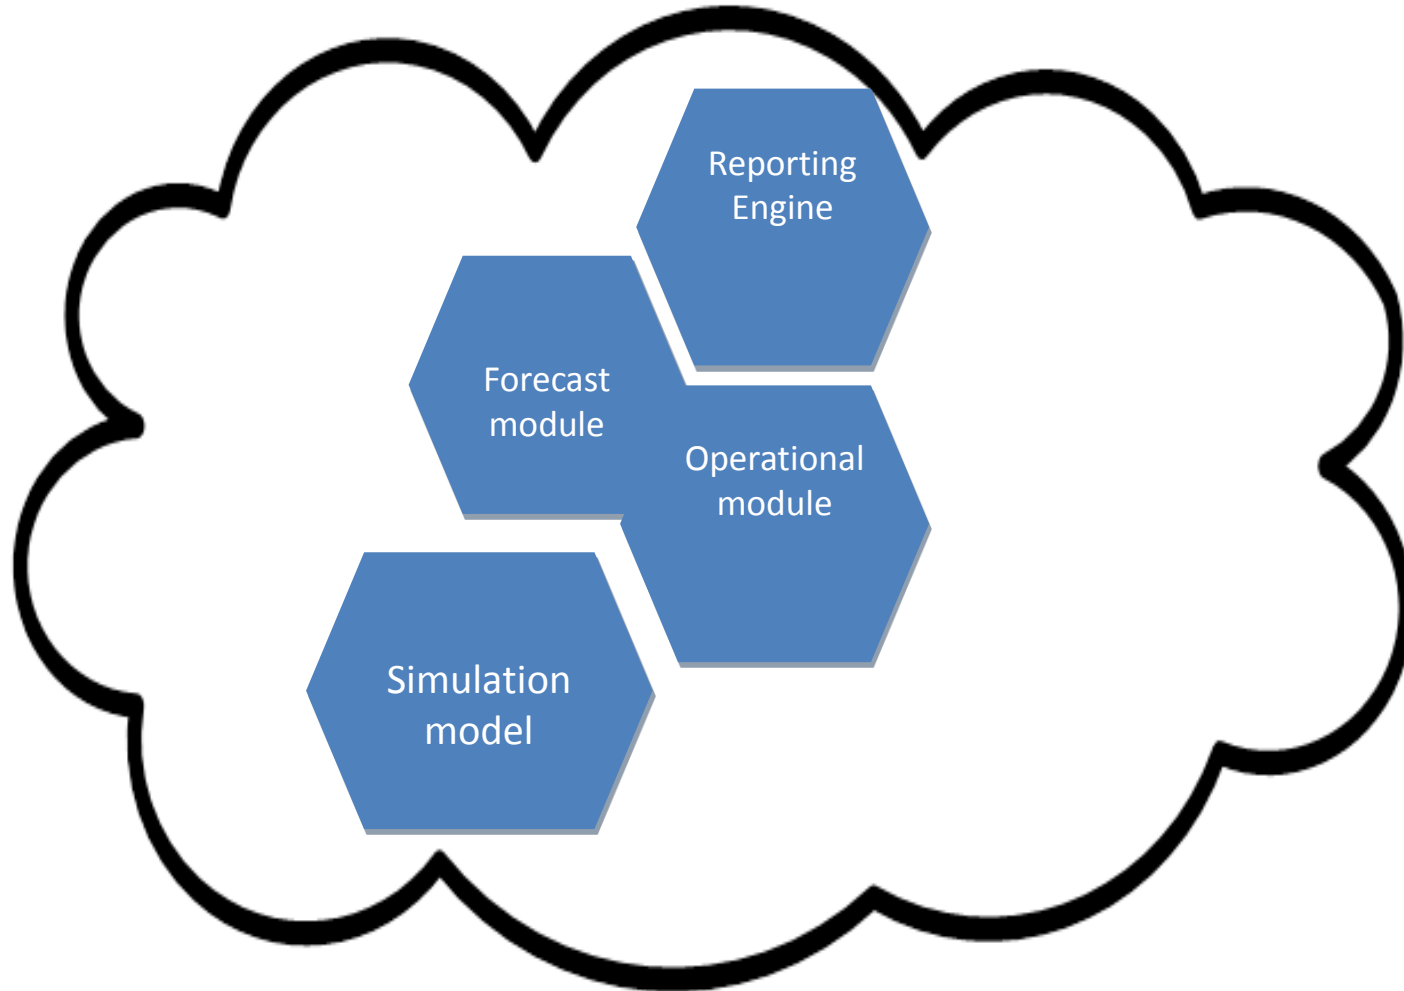 Reporting
Engine
Forecast
module
Operational
module
Simulation
model